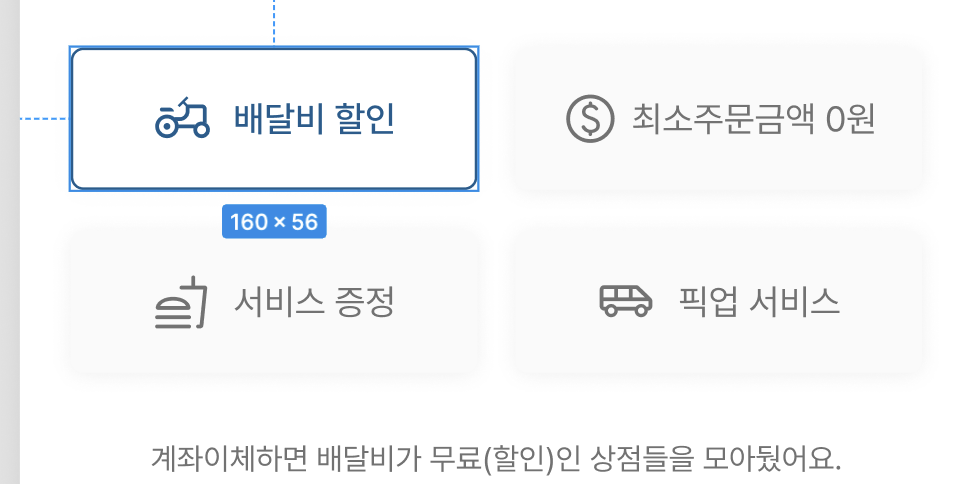 배달비 할인
최소주문금액 0원
160 × 56
서비스 증정
픽업 서비스
계좌이체하면 배달비가 무료(할인)인 상점들을 모아뒀어요.